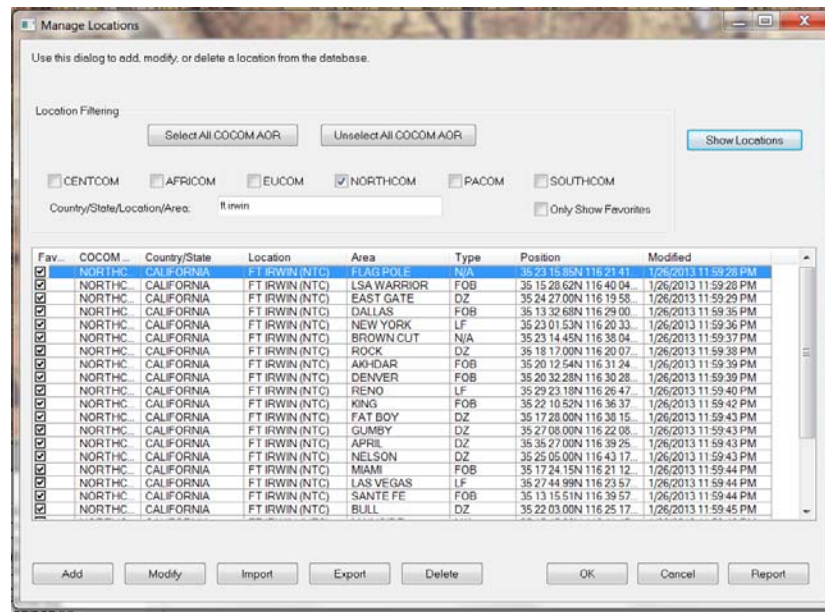 Manage Locations
Use this dialog to add, modify, or delete a location from the database.
Location Filtering
Select All COCOM AOR Unselect All COCOM AOR
Show Locations
CENTCOM AFRICOM EUCOM NORTHCOM PACOM SOUTHCOM
Country/State/Location/Area: ft irwin Only Show Favorites
Fav... COCOM ... Country/State Location Area Type Position Modified
NORTHC... CALIFORNIA FT IRWIN (NTC) FLAG POLE N/A 35 23 15.85N 116 21 41... 1/26/2013 11:59:28 PM
NORTHC... CALIFORNIA FT IRWIN (NTC) LSA WARRIOR FOB 35 15 28.62N 116 40 04... 1/26/2013 11:59:28 PM
NORTHC... CALIFORNIA FT IRWIN (NTC) EAST GATE DZ 35 24 27.00N 116 19 58... 1/26/2013 11:59:29 PM
NORTHC... CALIFORNIA FT IRWIN (NTC) DALLAS FOB 35 13 32.68N 116 29 00... 1/26/2013 11:59:35 PM
NORTHC... CALIFORNIA FT IRWIN (NTC) NEW YORK LF 35 23 01.53N 116 20 33... 1/26/2013 11:59:36 PM
NORTHC... CALIFORNIA FT IRWIN (NTC) BROWN CUT N/A 35 23 14.45N 116 38 04... 1/26/2013 11:59:37 PM
NORTHC... CALIFORNIA FT IRWIN (NTC) ROCK DZ 35 18 17.00N 116 20 07... 1/26/2013 11:59:38 PM
NORTHC... CALIFORNIA FT IRWIN (NTC) AKHDAR FOB 35 20 12.54N 116 31 24... 1/26/2013 11:59:39 PM
NORTHC... CALIFORNIA FT IRWIN (NTC) DENVER FOB 35 20 32.28N 116 30 28... 1/26/2013 11:59:39 PM
NORTHC... CALIFORNIA FT IRWIN (NTC) RENO LF 35 29 23.18N 116 26 47... 1/26/2013 11:59:40 PM
NORTHC... CALIFORNIA FT IRWIN (NTC) KING FOB 35 22 10.52N 116 36 37... 1/26/2013 11:59:42 PM
NORTHC... CALIFORNIA FT IRWIN (NTC) FAT BOY DZ 35 17 28.00N 116 38 15... 1/26/2013 11:59:43 PM
NORTHC... CALIFORNIA FT IRWIN (NTC) GUMBY DZ 35 27 08.00N 116 22 08... 1/26/2013 11:59:43 PM
NORTHC... CALIFORNIA FT IRWIN (NTC) APRIL DZ 35 35 27.00N 116 39 25... 1/26/2013 11:59:43 PM
NORTHC... CALIFORNIA FT IRWIN (NTC) NELSON DZ 35 25 05.00N 116 43 17... 1/26/2013 11:59:43 PM
NORTHC... CALIFORNIA FT IRWIN (NTC) MIAMI FOB 35 17 24.15N 116 21 12... 1/26/2013 11:59:44 PM
NORTHC... CALIFORNIA FT IRWIN (NTC) LAS VEGAS LF 35 27 44.99N 116 23 57... 1/26/2013 11:59:44 PM
NORTHC... CALIFORNIA FT IRWIN (NTC) SANTE FE FOB 35 13 15.51N 116 39 57... 1/26/2013 11:59:44 PM
NORTHC... CALIFORNIA FT IRWIN (NTC) BULL DZ 35 22 03.00N 116 25 17... 1/26/2013 11:59:45 PM
Add Modify Import Export Delete OK Cancel Report